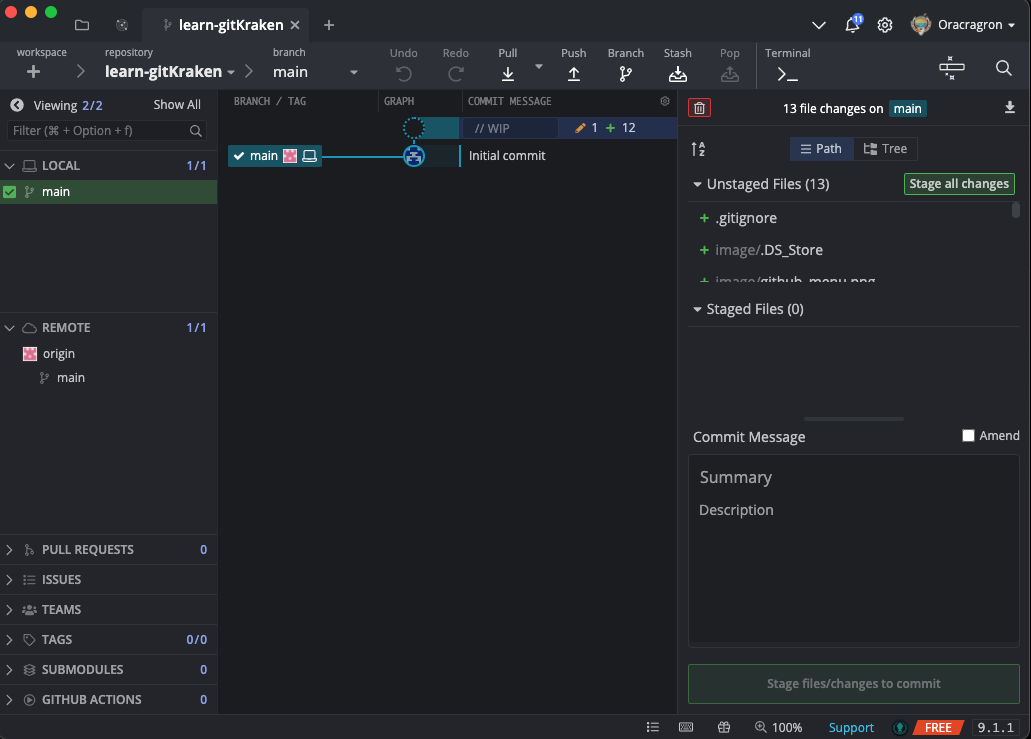 learn-gitKraken
11
Oracragron
workspace
repository
learn-gitKraken
branch
main
Undo
Redo
Pull
Push
Branch
Stash
Pop
Terminal
Viewing 2/2
Show All
Filter (⌘ + Option + f)
LOCAL 1/1
main
REMOTE 1/1
origin
main
PULL REQUESTS 0
ISSUES
TEAMS
TAGS 0/0
SUBMODULES 0
GITHUB ACTIONS 0
BRANCH / TAG
GRAPH
COMMIT MESSAGE
// WIP
1 + 12
main
Initial commit
13 file changes on main
Path
Tree
Unstaged Files (13)
Stage all changes
+ .gitignore
+ image/.DS_Store
+ image/github_menu.png
Staged Files (0)
Commit Message
Amend
Summary
Description
Stage files/changes to commit
100%
Support
FREE
9.1.1